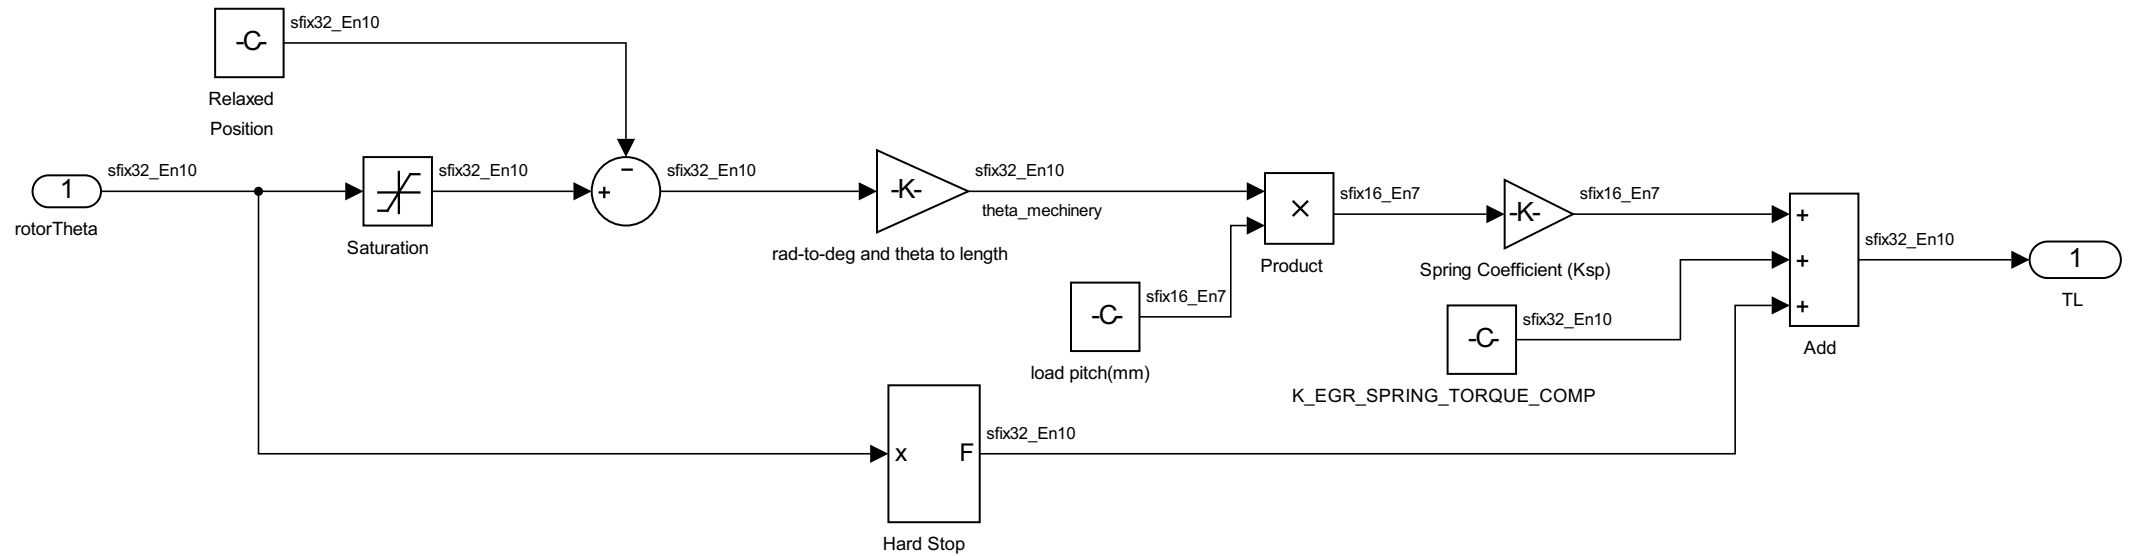 sfix32_En10
-C-
Relaxed
Position
sfix32_En10
1
rotorTheta
Saturation
sfix32_En10
−
+
sfix32_En10
-K-
rad-to-deg and theta to length
sfix32_En10
theta_mechinery
×
Product
sfix16_En7
-C-
load pitch(mm)
sfix16_En7
-K-
Spring Coefficient (Ksp)
sfix16_En7
-C-
K_EGR_SPRING_TORQUE_COMP
sfix32_En10
+
+
+
Add
sfix32_En10
1
TL
x F
Hard Stop
sfix32_En10